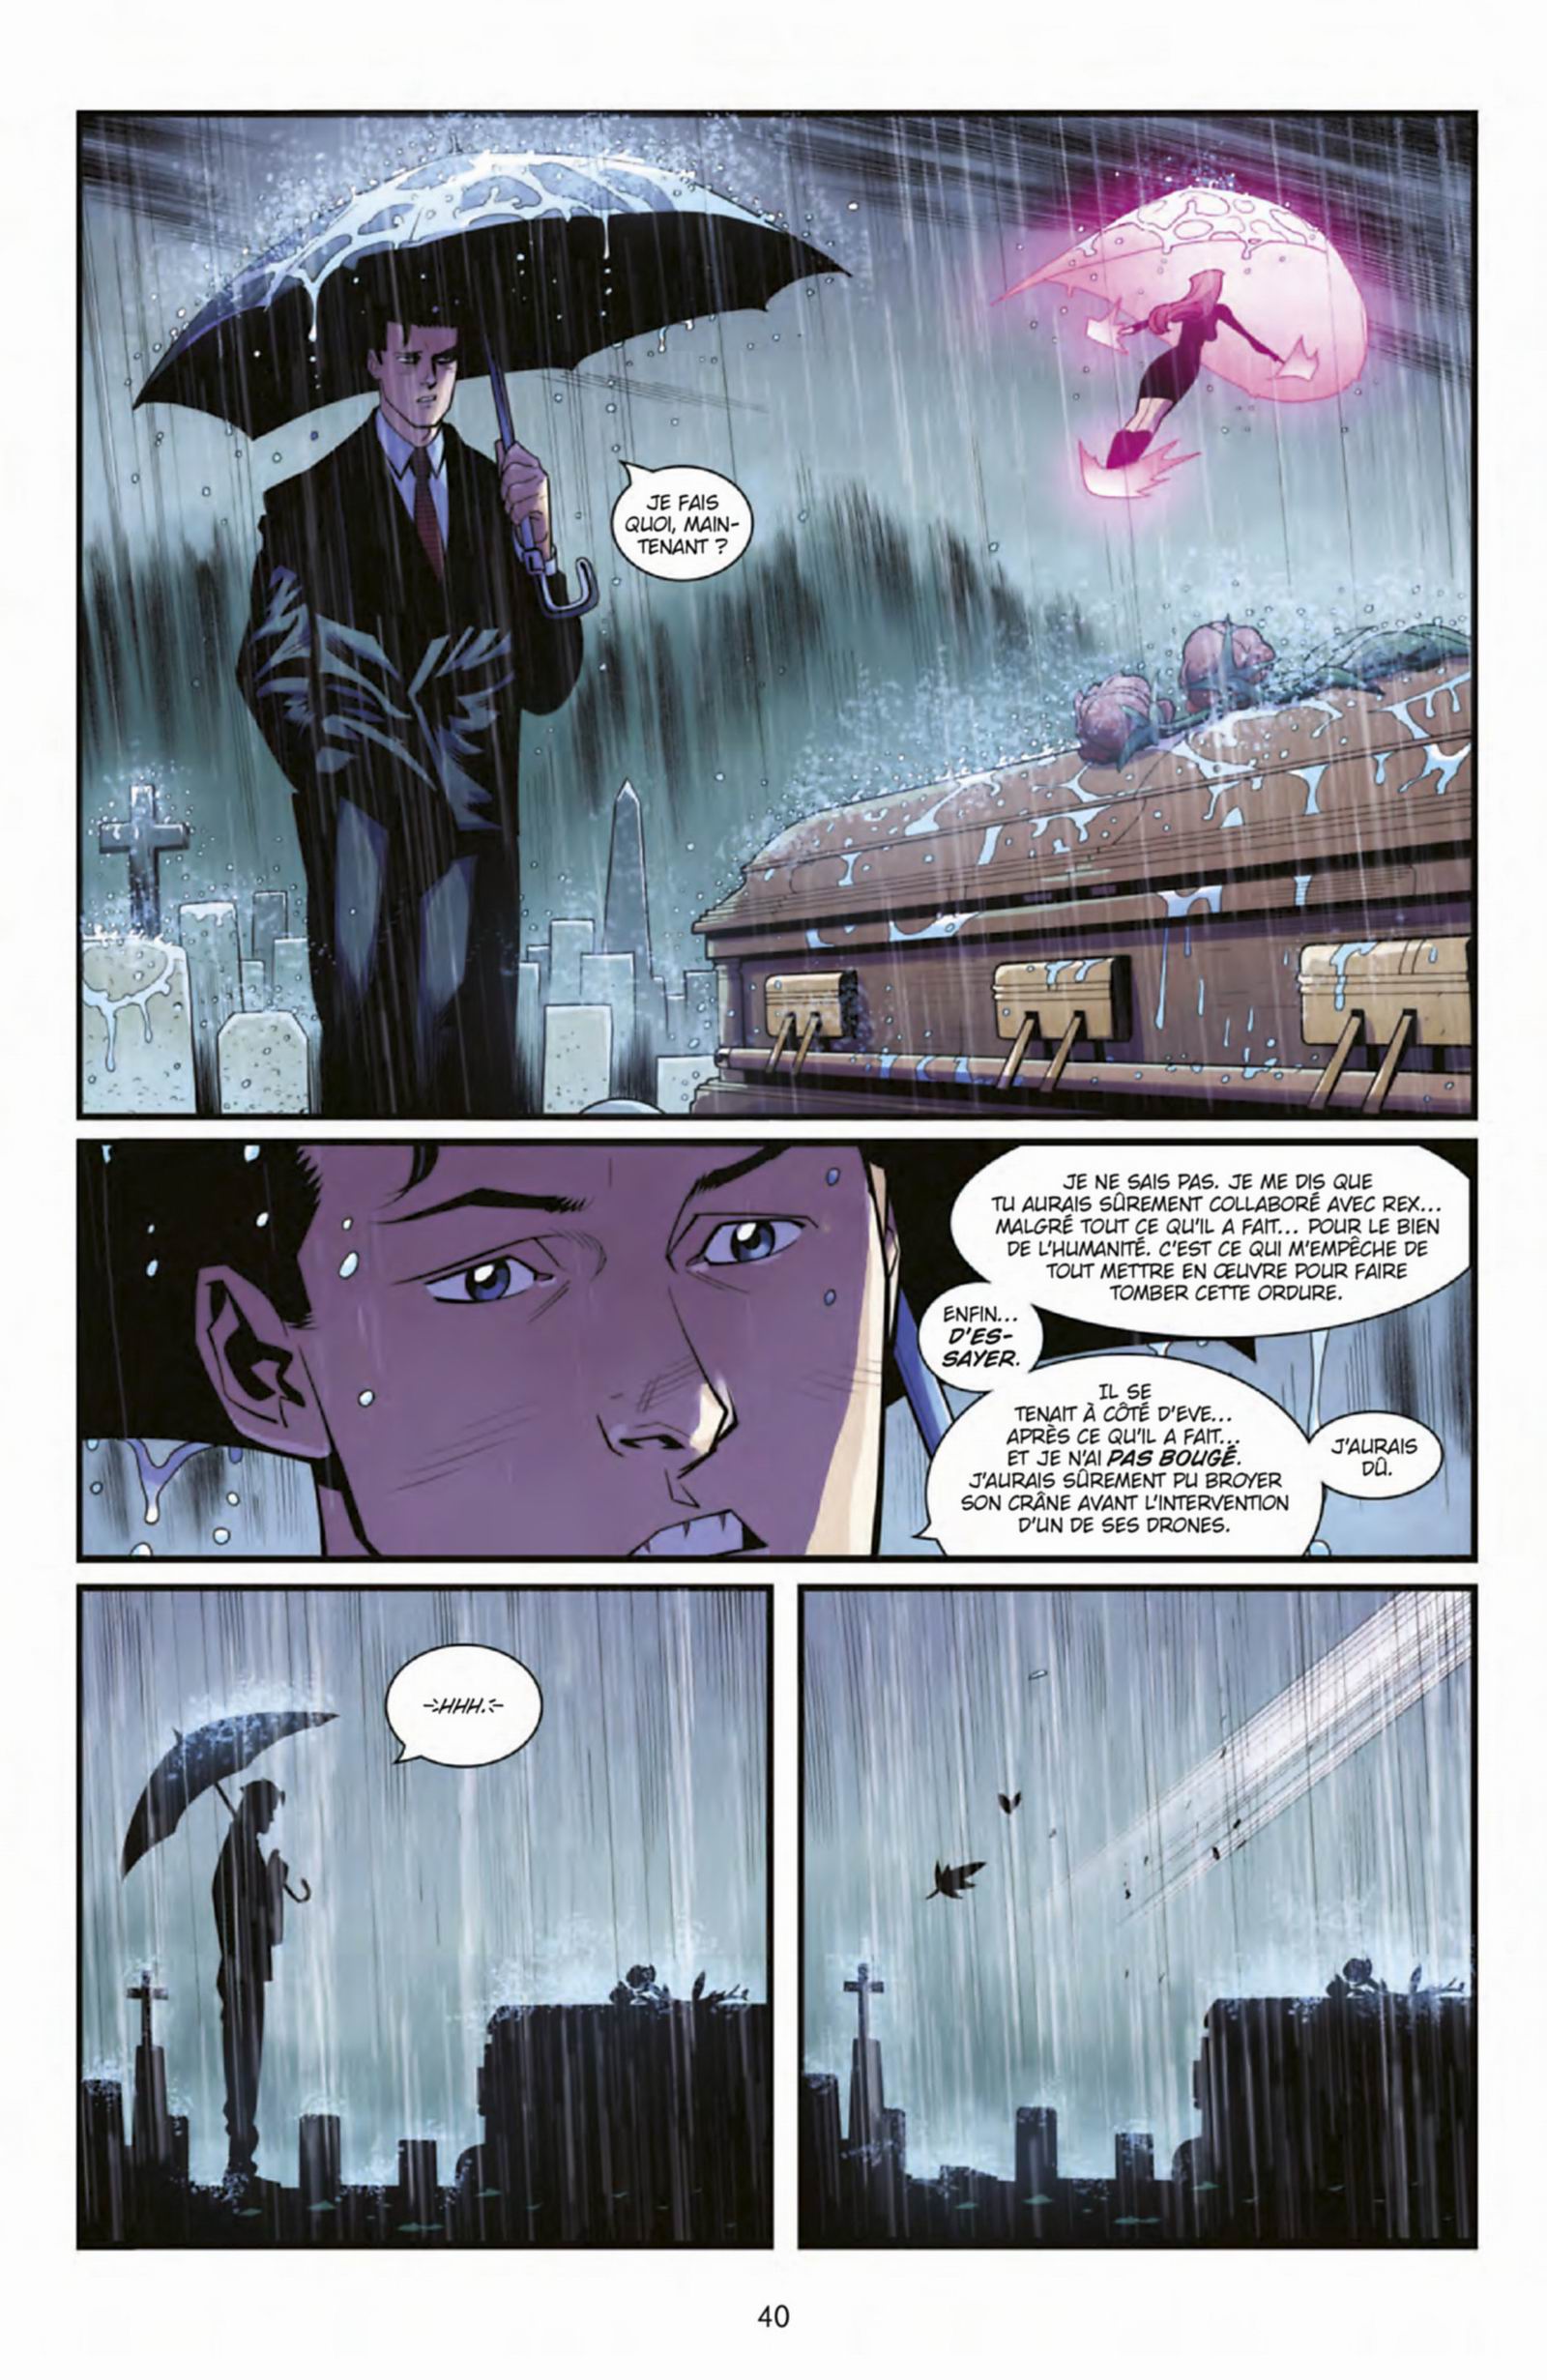 JE FAIS
QUOI, MAIN-
TENANT ?
JE NE SAIS PAS. JE ME DIS QUE
TU AURAIS SÛREMENT COLLABORÉ AVEC REX...
MALGRÉ TOUT CE QU'IL A FAIT... POUR LE BIEN
DE L'HUMANITÉ. C'EST CE QUI M'EMPÊCHE DE
TOUT METTRE EN ŒUVRE POUR FAIRE
TOMBER CETTE ORDURE.
ENFIN...
D'ES-
SAYER.
IL SE
TENAIT À CÔTÉ D'EVE...
APRÈS CE QU'IL A FAIT...
ET JE N'AI PAS BOUGÉ.
J'AURAIS SÛREMENT PU BROYER
SON CRÂNE AVANT L'INTERVENTION
D'UN DE SES DRONES.
J'AURAIS
DÛ.
HHH.
40